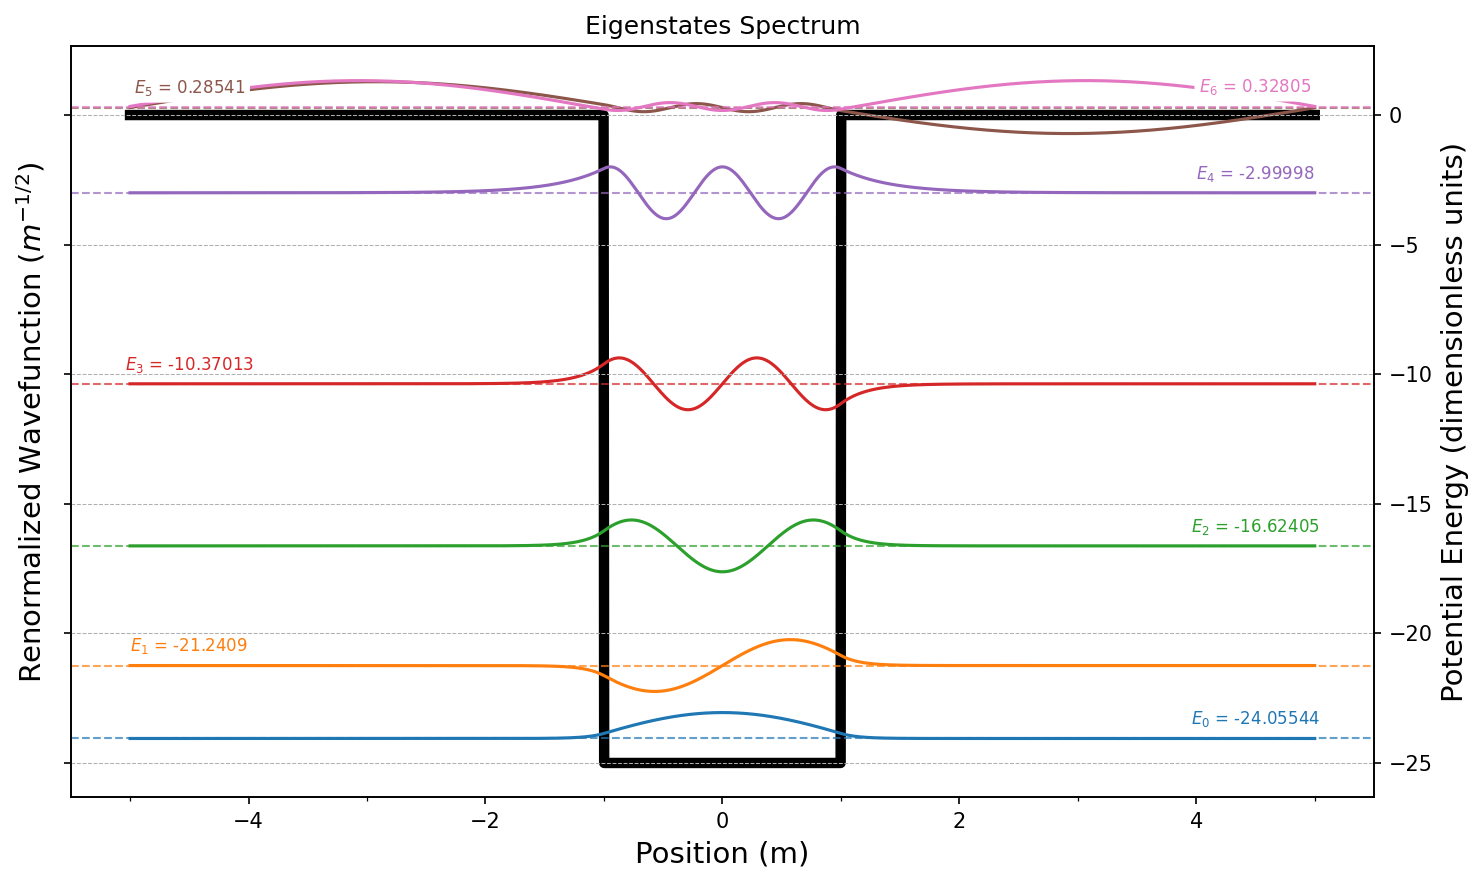 Eigenstates Spectrum
E₅ = 0.28541
E₆ = 0.32805
E₄ = -2.99998
E₃ = -10.37013
E₂ = -16.62405
E₁ = -21.2409
E₀ = -24.05544
0
−5
−10
−15
−20
−25
−4
−2
0
2
4
Position (m)
Renormalized Wavefunction (m⁻¹/²)
Potential Energy (dimensionless units)